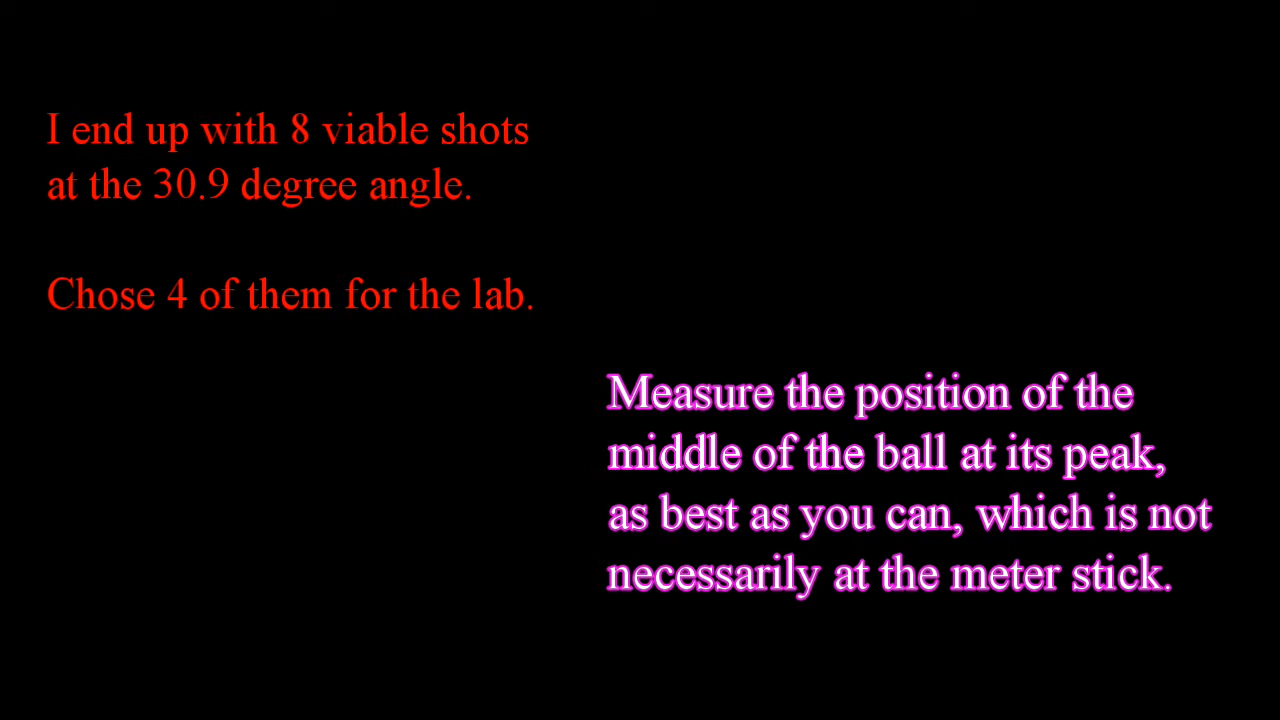 I end up with 8 viable shots
at the 30.9 degree angle.
Chose 4 of them for the lab.
Measure the position of the
middle of the ball at its peak,
as best as you can, which is not
necessarily at the meter stick.